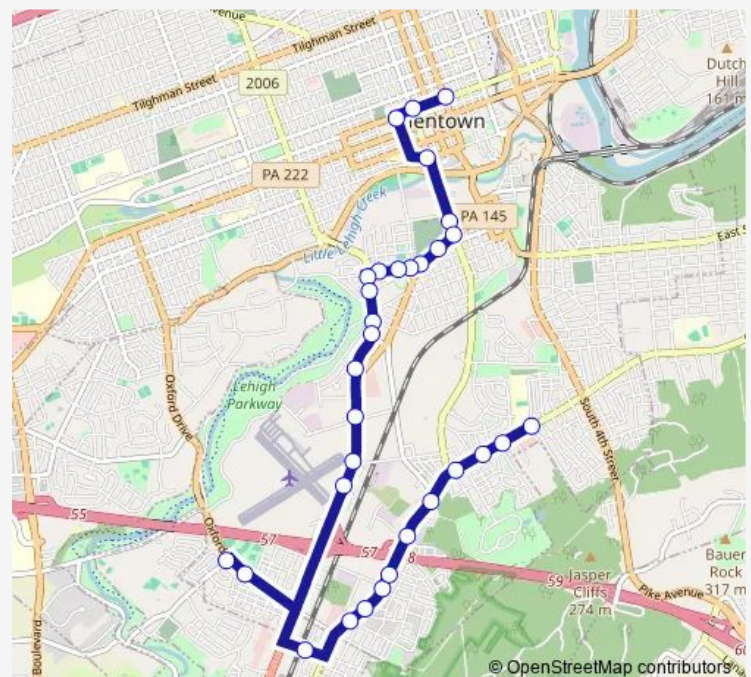 Avenue
Tilghman Street
Tilghman Street
2006
Dutch
Hill
161 m
lentown
PA 222
Little Lehigh Creek
PA 145
East S
Lehigh
Parkway
Oxford Drive
South 4th Street
55
57
Oxford
57
8
59
Jasper
Cliffs
274 m
Bauer
Rock
317 m
Pike Avenue
60
Boulevard
© OpenStreetMap contributors